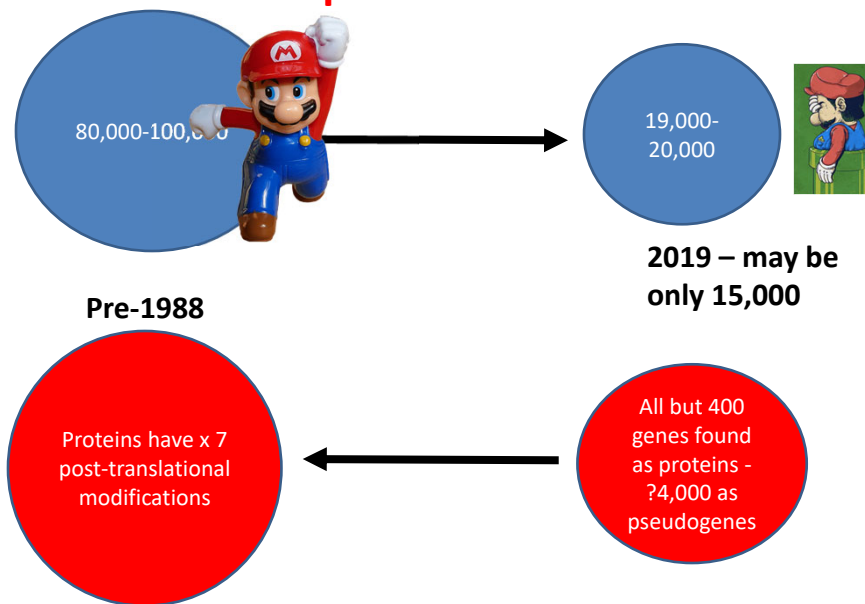 M
80,000-100,000
19,000-
20,000
2019 – may be
only 15,000
Pre-1988
Proteins have x 7
post-translational
modifications
All but 400
genes found
as proteins -
?4,000 as
pseudogenes